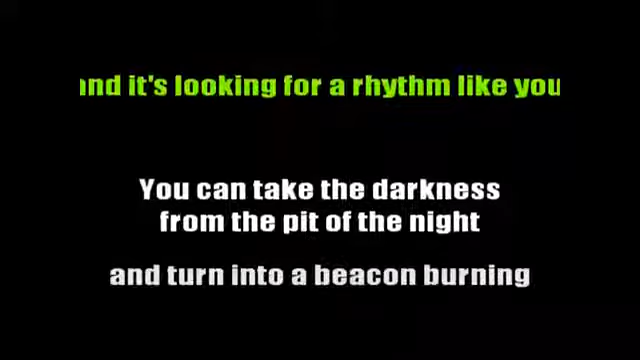 and it's looking for a rhythm like you
You can take the darkness
from the pit of the night
and turn into a beacon burning